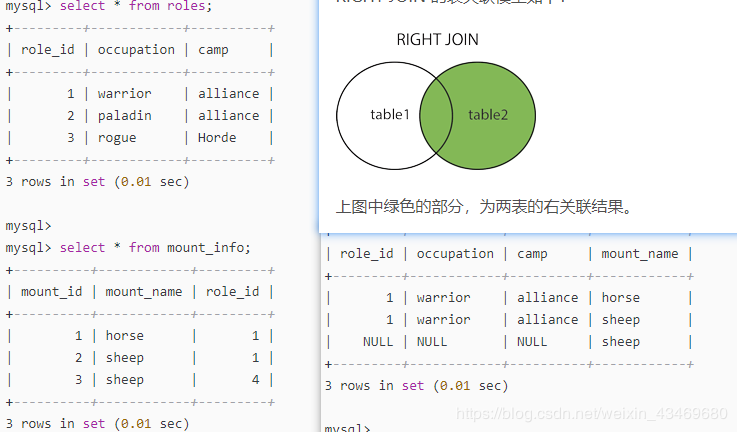 mysql> select * from roles;
+---------+------------+----------+
| role_id | occupation | camp     |
+---------+------------+----------+
|       1 | warrior    | alliance |
|       2 | paladin    | alliance |
|       3 | rogue      | Horde    |
+---------+------------+----------+
3 rows in set (0.01 sec)
mysql>
mysql> select * from mount_info;
+----------+------------+---------+
| mount_id | mount_name | role_id |
+----------+------------+---------+
|        1 | horse      |       1 |
|        2 | sheep      |       1 |
|        3 | sheep      |       4 |
+----------+------------+---------+
3 rows in set (0.01 sec)
RIGHT JOIN
table1
table2
上图中绿色的部分，为两表的右关联结果。
| role_id | occupation | camp     | mount_name |
+---------+------------+----------+------------+
|       1 | warrior    | alliance | horse      |
|       1 | warrior    | alliance | sheep      |
|    NULL | NULL       | NULL     | sheep      |
+---------+------------+----------+------------+
3 rows in set (0.01 sec)
mysql>
https://blog.csdn.net/weixin_43469680